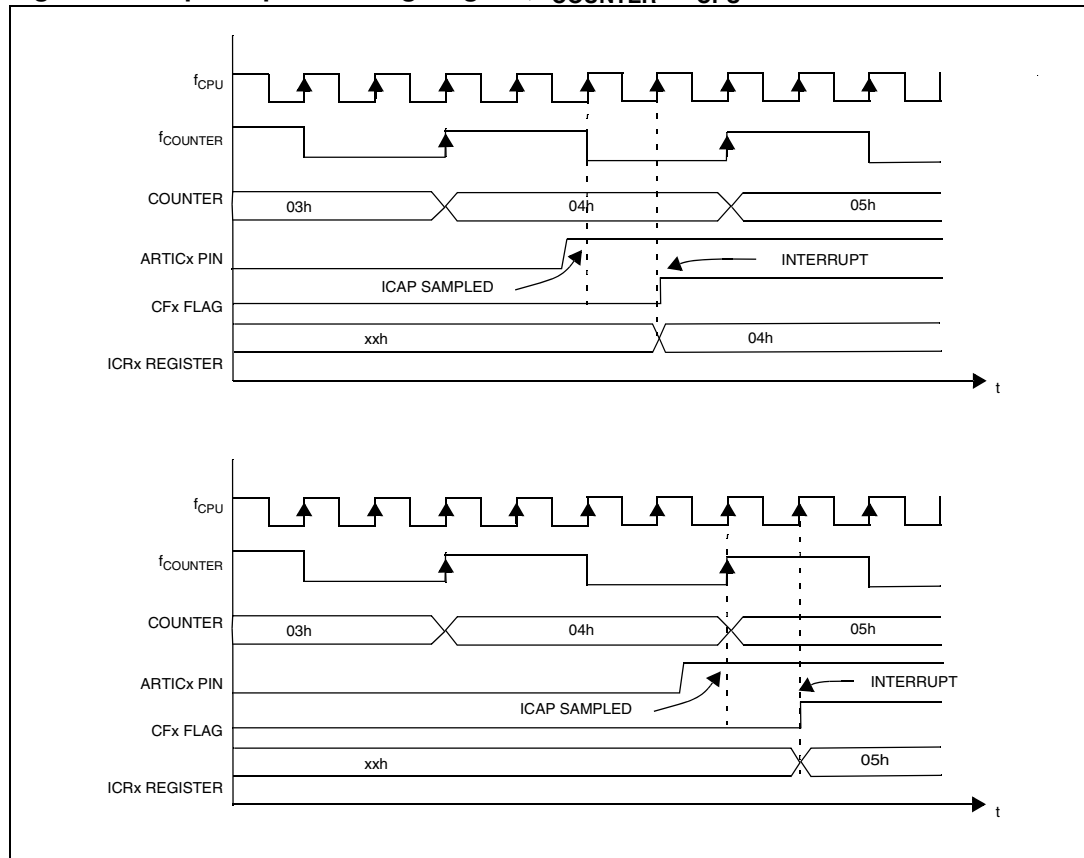 fCPU
fCOUNTER
COUNTER
03h
04h
05h
ARTICx PIN
ICAP SAMPLED
INTERRUPT
CFx FLAG
xxh
04h
ICRx REGISTER
t
fCPU
fCOUNTER
COUNTER
03h
04h
05h
ARTICx PIN
ICAP SAMPLED
INTERRUPT
CFx FLAG
xxh
05h
ICRx REGISTER
t